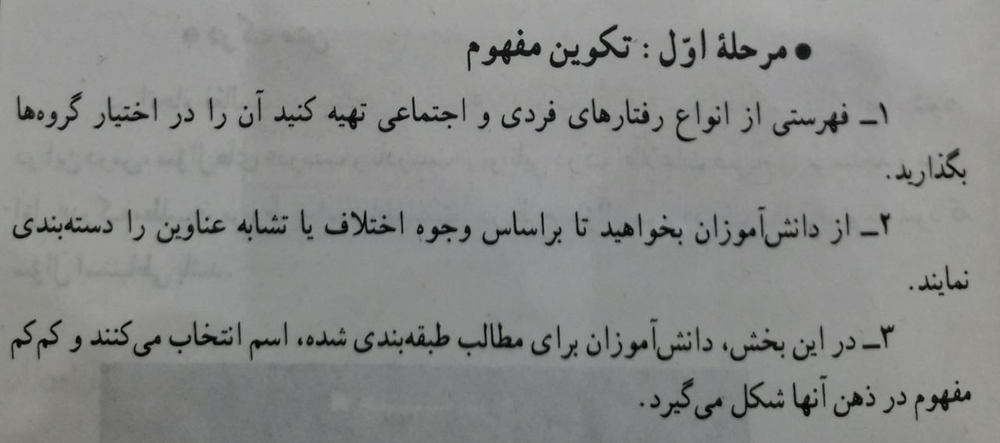 ● مرحلهٔ اوّل : تکوین مفهوم
۱ــ فهرستی از انواع رفتارهای فردی و اجتماعی تهیه کنید آن را در اختیار گروه‌ها
بگذارید.
۲ــ از دانش‌آموزان بخواهید تا براساس وجوه اختلاف یا تشابه عناوین را دسته‌بندی
نمایند.
۳ــ در این بخش، دانش‌آموزان برای مطالب طبقه‌بندی شده، اسم انتخاب می‌کنند و کم‌کم
مفهوم در ذهن آنها شکل می‌گیرد.